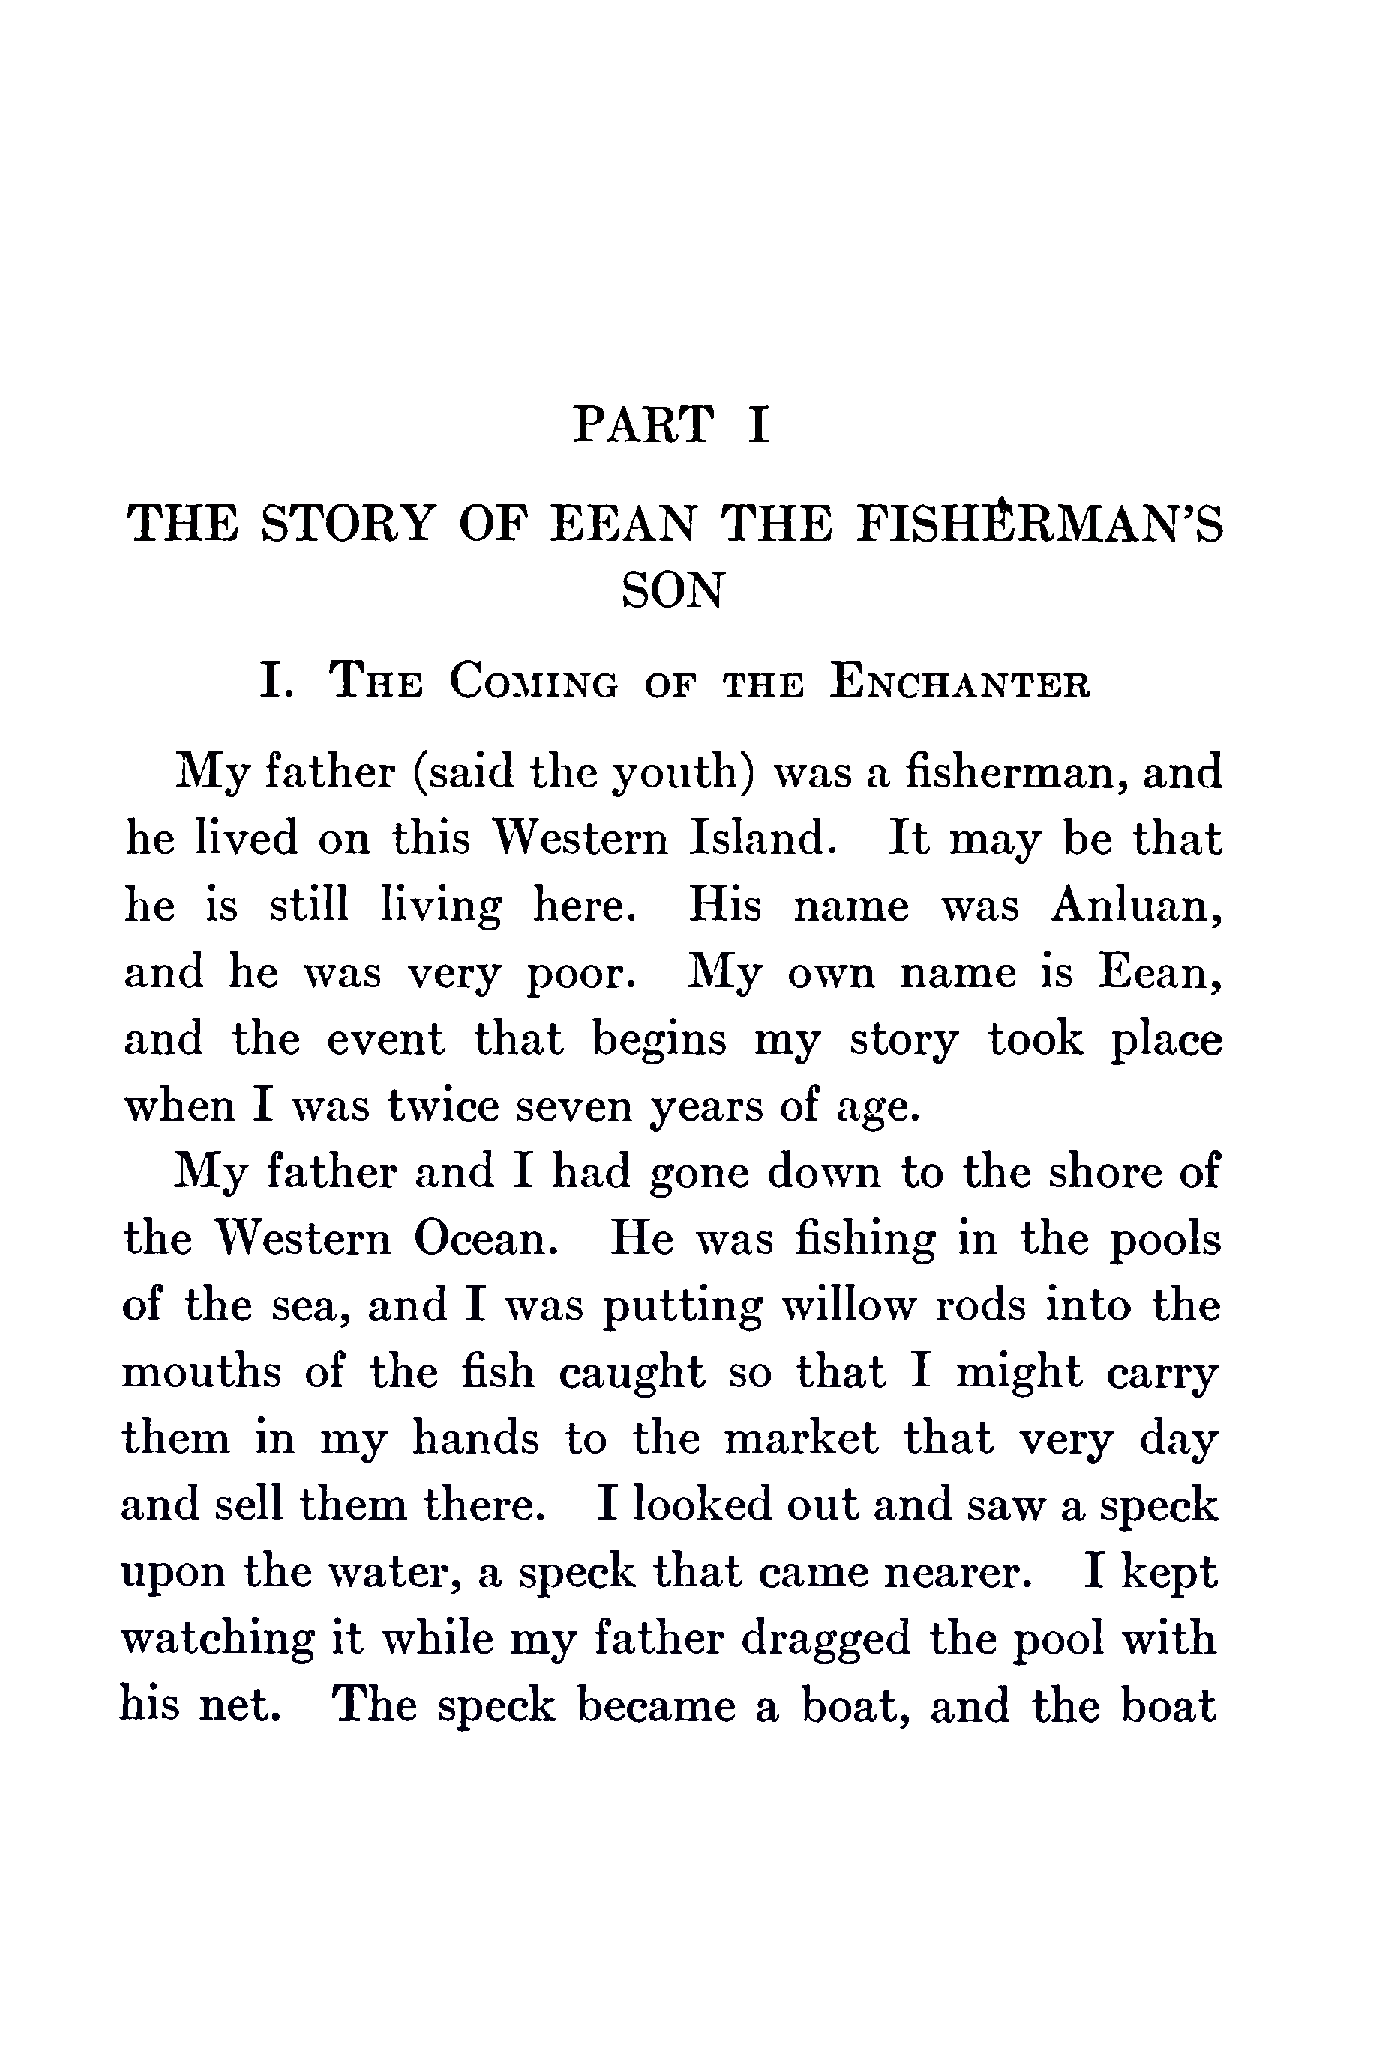 PART I
THE STORY OF EEAN THE FISHERMAN'S
SON
I. THE COMING OF THE ENCHANTER
My father (said the youth) was a fisherman, and
he lived on this Western Island. It may be that
he is still living here. His name was Anluan,
and he was very poor. My own name is Eean,
and the event that begins my story took place
when I was twice seven years of age.
My father and I had gone down to the shore of
the Western Ocean. He was fishing in the pools
of the sea, and I was putting willow rods into the
mouths of the fish caught so that I might carry
them in my hands to the market that very day
and sell them there. I looked out and saw a speck
upon the water, a speck that came nearer. I kept
watching it while my father dragged the pool with
his net. The speck became a boat, and the boat